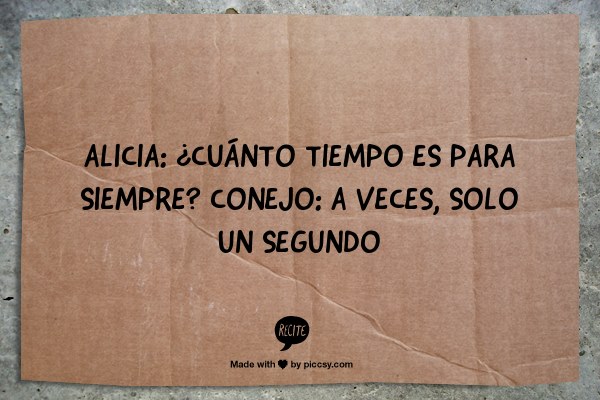 ALICIA: ¿CUÁNTO TIEMPO ES PARA
SIEMPRE? CONEJO: A VECES, SOLO
UN SEGUNDO
RECITE
Made with ❤ by piccsy.com